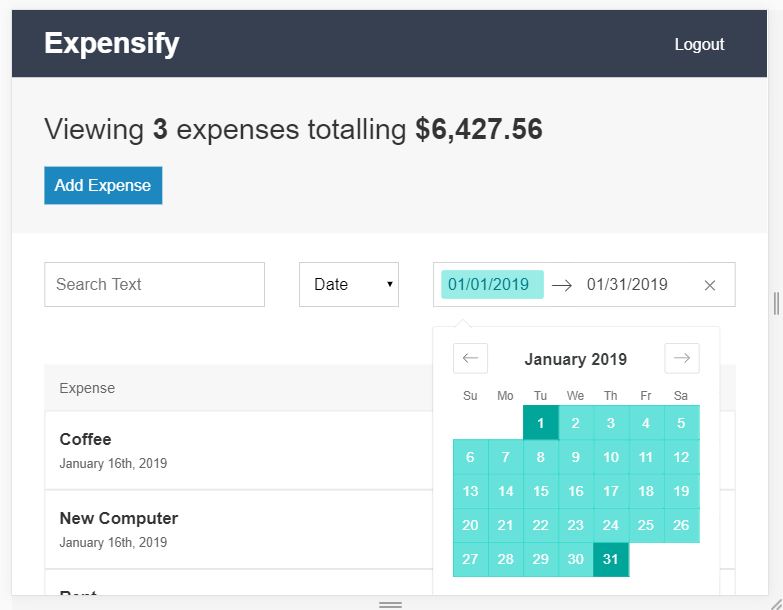 Expensify
Logout
Viewing 3 expenses totalling $6,427.56
Add Expense
Search Text
Date
01/01/2019
01/31/2019
January 2019
Su Mo Tu We Th Fr Sa
1 2 3 4 5
6 7 8 9 10 11 12
13 14 15 16 17 18 19
20 21 22 23 24 25 26
27 28 29 30 31
Expense
Coffee
January 16th, 2019
New Computer
January 16th, 2019